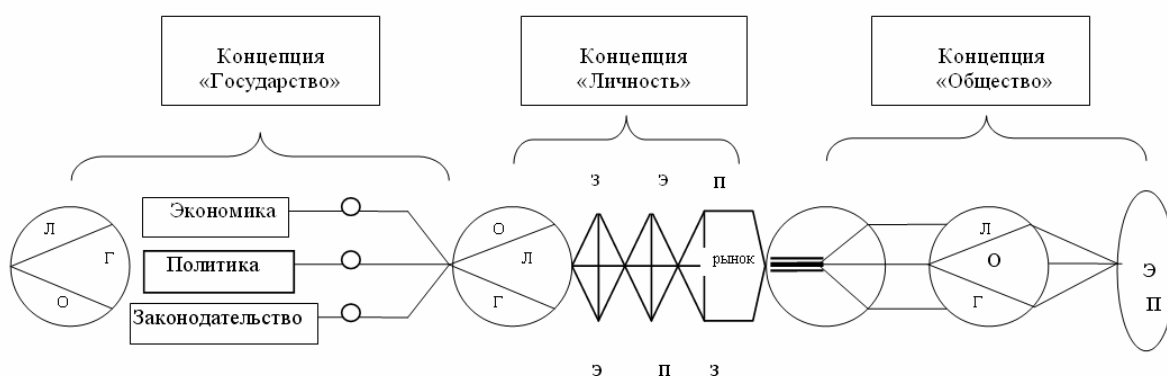 Концепция
«Государство»
Концепция
«Личность»
Концепция
«Общество»
З Э П
Л
Г
О
Экономика
Политика
Законодательство
О
Л
Г
рынок
Л
О
Г
Э
П
Э П З